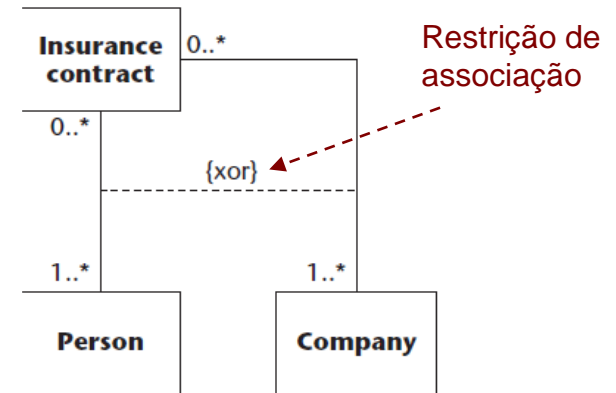 Insurance
contract
0..*
Restrição de
associação
0..*
{xor}
1..*
1..*
Person
Company